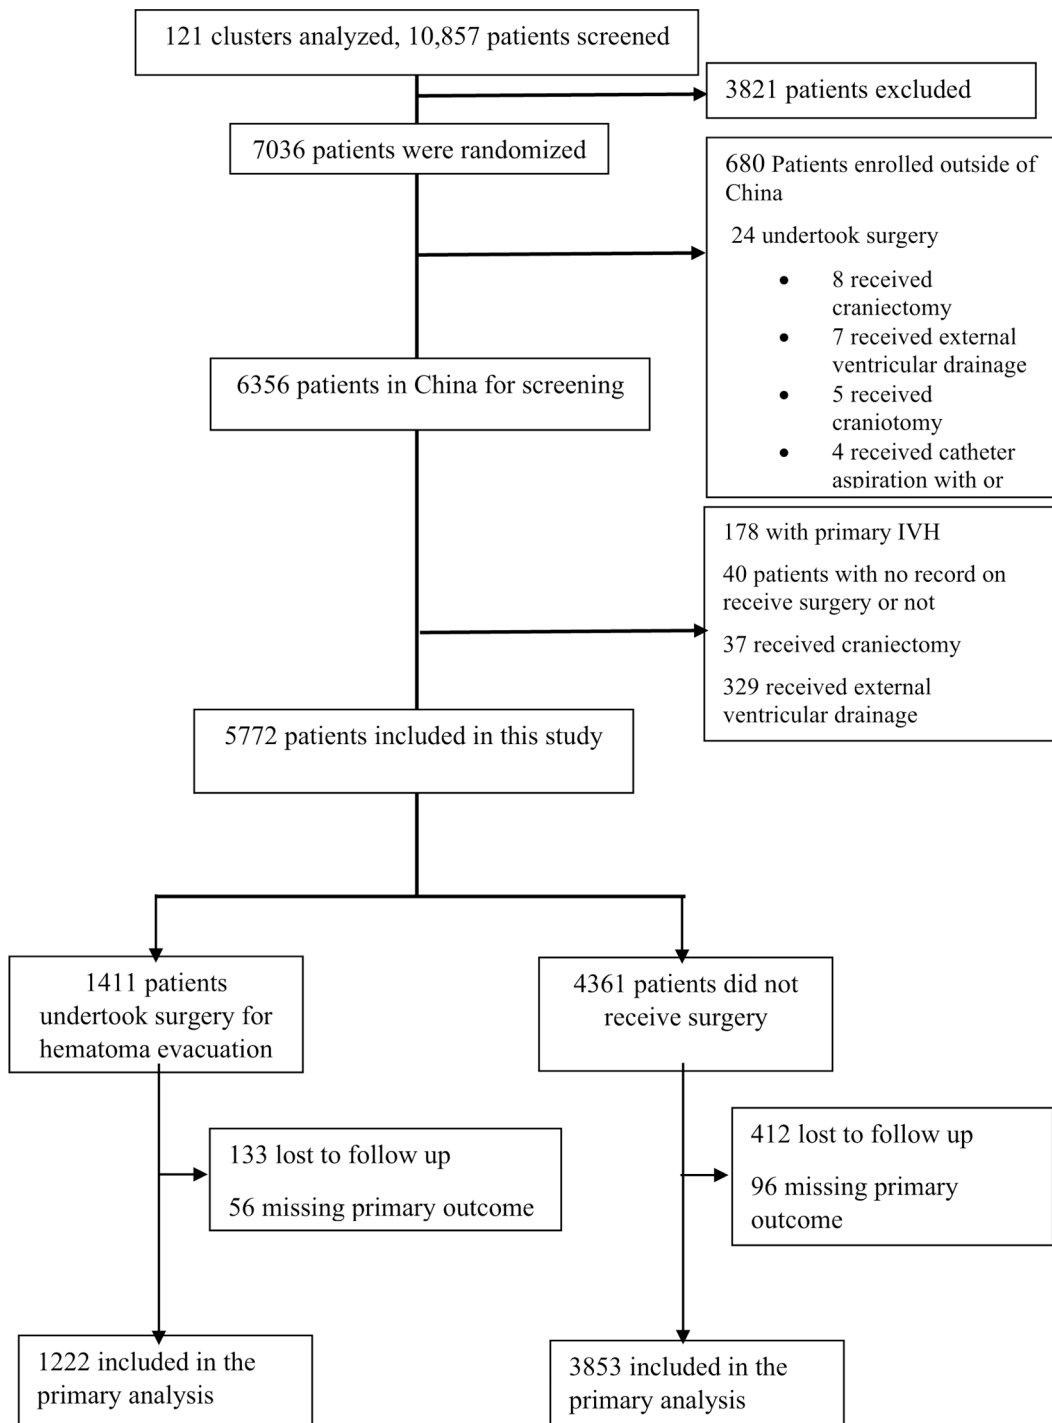 121 clusters analyzed, 10,857 patients screened
3821 patients excluded
7036 patients were randomized
680 Patients enrolled outside of
China
24 undertook surgery
• 8 received
craniectomy
• 7 received external
ventricular drainage
• 5 received
craniotomy
• 4 received catheter
aspiration with or
6356 patients in China for screening
178 with primary IVH
40 patients with no record on
receive surgery or not
37 received craniectomy
329 received external
ventricular drainage
5772 patients included in this study
1411 patients
undertook surgery for
hematoma evacuation
4361 patients did not
receive surgery
133 lost to follow up
56 missing primary outcome
412 lost to follow up
96 missing primary
outcome
1222 included in the
primary analysis
3853 included in the
primary analysis